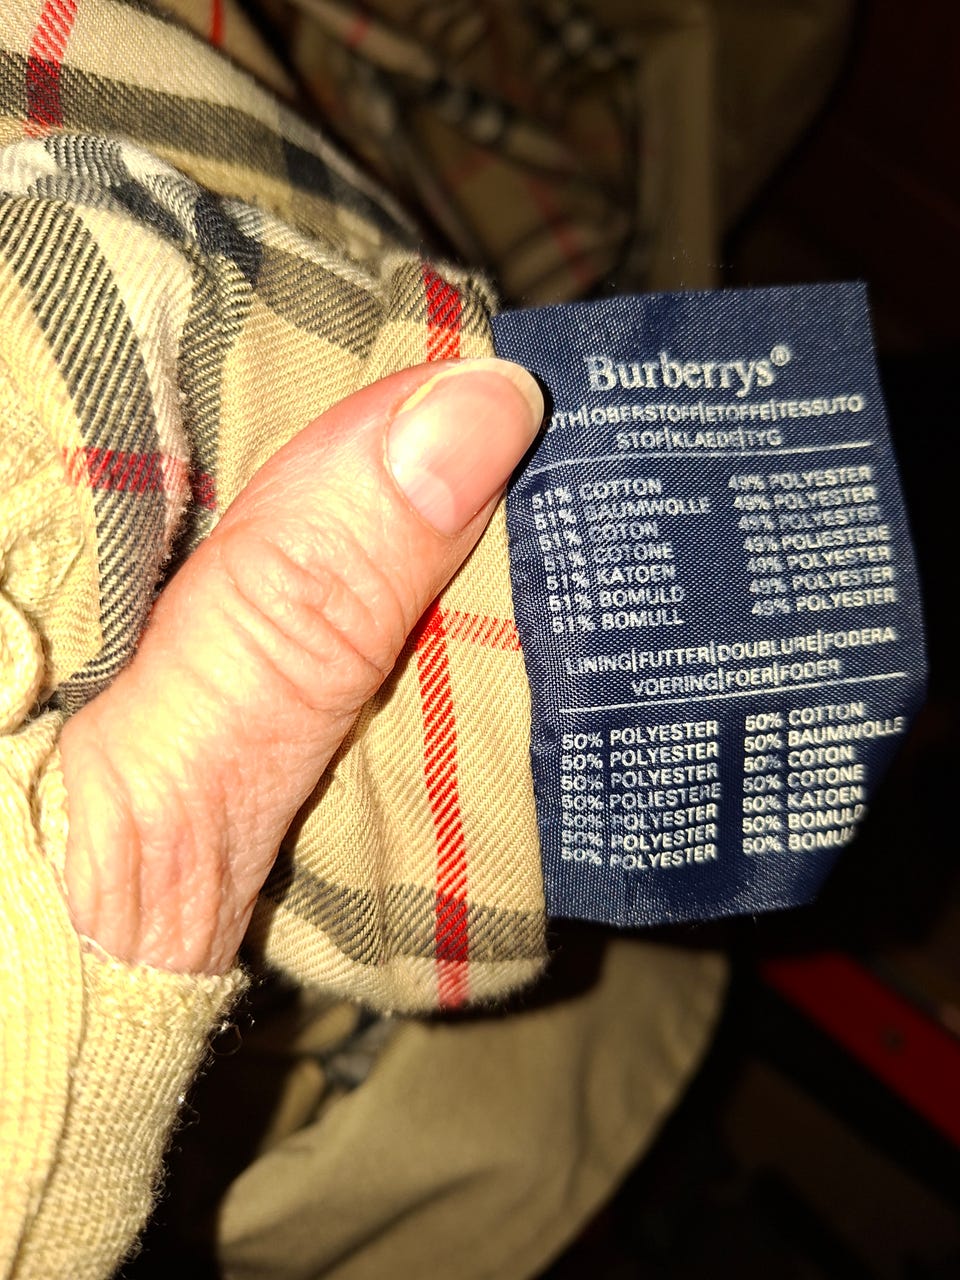 Burberrys®
TH|OBERSTOFF|ETOFFE|TESSUTO
STOF|KLAEDE|TYG
51% COTTON 49% POLYESTER
51% BAUMWOLLE 49% POLYESTER
51% COTON 49% POLYESTER
51% COTONE 49% POLIESTERE
51% KATOEN 49% POLYESTER
51% BOMULD 49% POLYESTER
51% BOMULL 49% POLYESTER
LINING|FUTTER|DOUBLURE|FODERA
VOERING|FOER|FODER
50% POLYESTER 50% COTTON
50% POLYESTER 50% BAUMWOLLE
50% POLYESTER 50% COTON
50% POLIESTERE 50% COTONE
50% POLYESTER 50% KATOEN
50% POLYESTER 50% BOMULD
50% POLYESTER 50% BOMULL